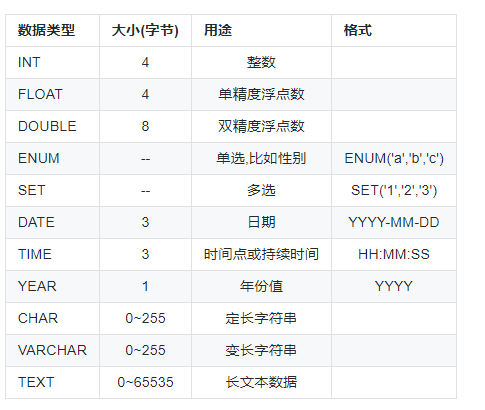 数据类型 大小(字节) 用途 格式
INT 4 整数
FLOAT 4 单精度浮点数
DOUBLE 8 双精度浮点数
ENUM -- 单选,比如性别 ENUM('a','b','c')
SET -- 多选 SET('1','2','3')
DATE 3 日期 YYYY-MM-DD
TIME 3 时间点或持续时间 HH:MM:SS
YEAR 1 年份值 YYYY
CHAR 0~255 定长字符串
VARCHAR 0~255 变长字符串
TEXT 0~65535 长文本数据